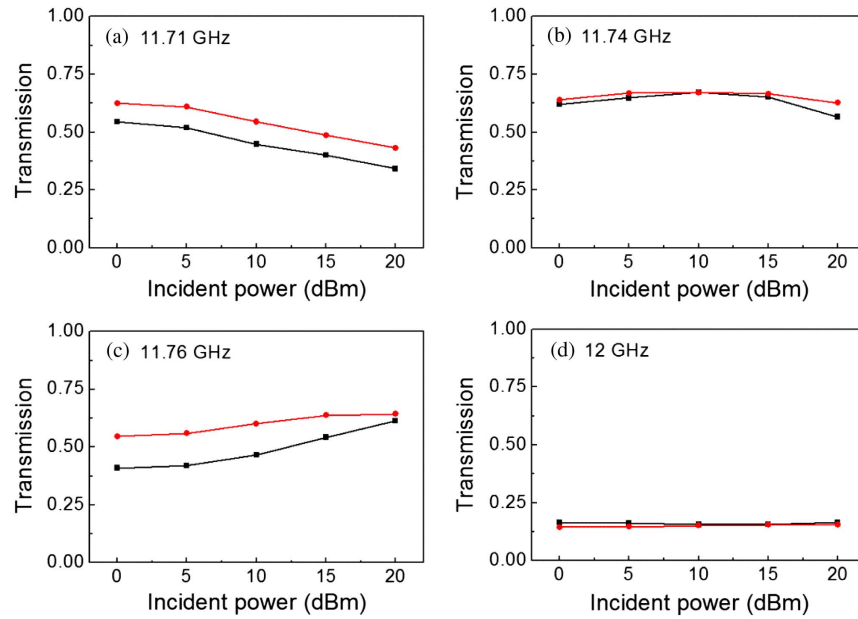 (a) 11.71 GHz
1.00
0.75
0.50
0.25
0.00
Transmission
0 5 10 15 20
Incident power (dBm)
(b) 11.74 GHz
1.00
0.75
0.50
0.25
0.00
Transmission
0 5 10 15 20
Incident power (dBm)
(c) 11.76 GHz
1.00
0.75
0.50
0.25
0.00
Transmission
0 5 10 15 20
Incident power (dBm)
(d) 12 GHz
1.00
0.75
0.50
0.25
0.00
Transmission
0 5 10 15 20
Incident power (dBm)